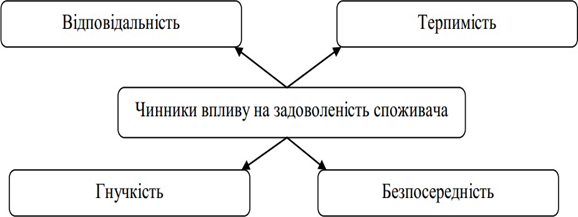 Відповідальність
Терпимість
Чинники впливу на задоволеність споживача
Гнучкість
Безпосередність